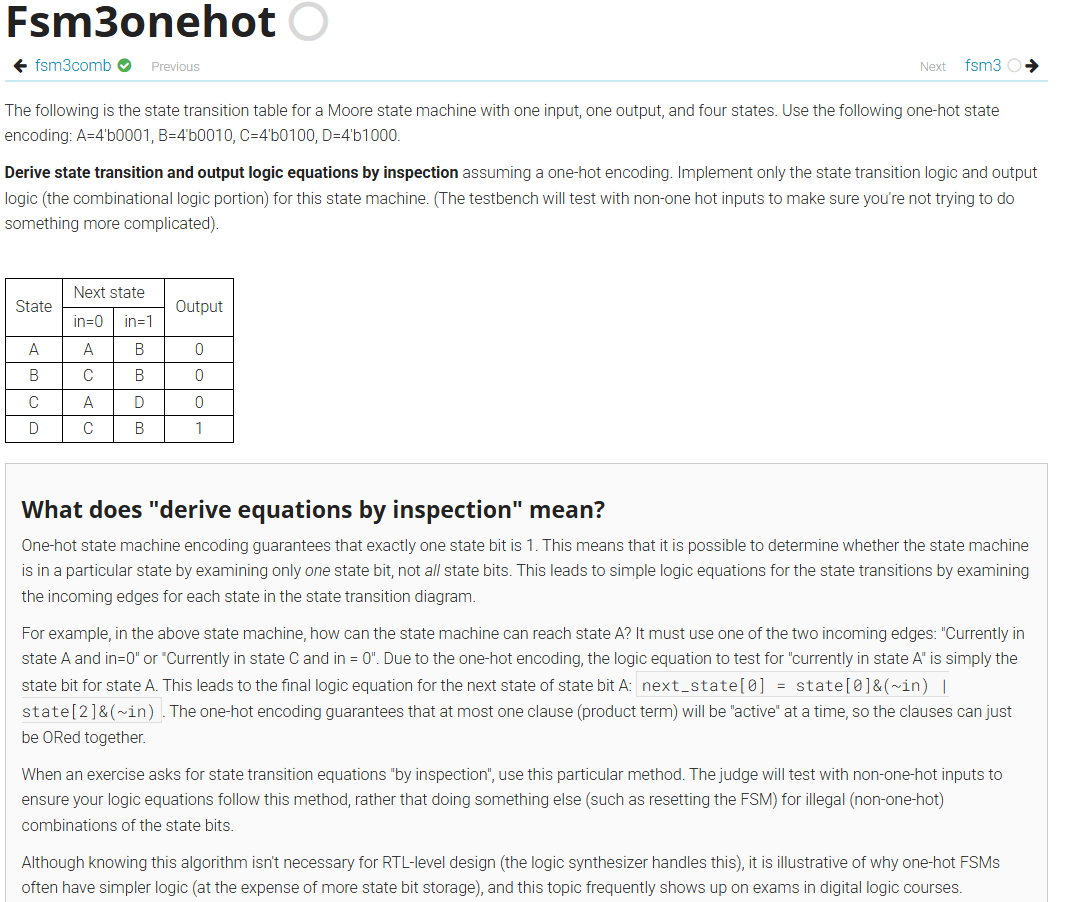 Fsm3onehot
fsm3comb Previous Next fsm3
The following is the state transition table for a Moore state machine with one input, one output, and four states. Use the following one-hot state
encoding: A=4'b0001, B=4'b0010, C=4'b0100, D=4'b1000.
Derive state transition and output logic equations by inspection assuming a one-hot encoding. Implement only the state transition logic and output
logic (the combinational logic portion) for this state machine. (The testbench will test with non-one hot inputs to make sure you're not trying to do
something more complicated).
State Next state Output
in=0 in=1
A A B 0
B C B 0
C A D 0
D C B 1
What does "derive equations by inspection" mean?
One-hot state machine encoding guarantees that exactly one state bit is 1. This means that it is possible to determine whether the state machine
is in a particular state by examining only one state bit, not all state bits. This leads to simple logic equations for the state transitions by examining
the incoming edges for each state in the state transition diagram.
For example, in the above state machine, how can the state machine can reach state A? It must use one of the two incoming edges: "Currently in
state A and in=0" or "Currently in state C and in = 0". Due to the one-hot encoding, the logic equation to test for "currently in state A" is simply the
state bit for state A. This leads to the final logic equation for the next state of state bit A: next_state[0] = state[0]&(~in) |
state[2]&(~in) . The one-hot encoding guarantees that at most one clause (product term) will be "active" at a time, so the clauses can just
be ORed together.
When an exercise asks for state transition equations "by inspection", use this particular method. The judge will test with non-one-hot inputs to
ensure your logic equations follow this method, rather that doing something else (such as resetting the FSM) for illegal (non-one-hot)
combinations of the state bits.
Although knowing this algorithm isn't necessary for RTL-level design (the logic synthesizer handles this), it is illustrative of why one-hot FSMs
often have simpler logic (at the expense of more state bit storage), and this topic frequently shows up on exams in digital logic courses.